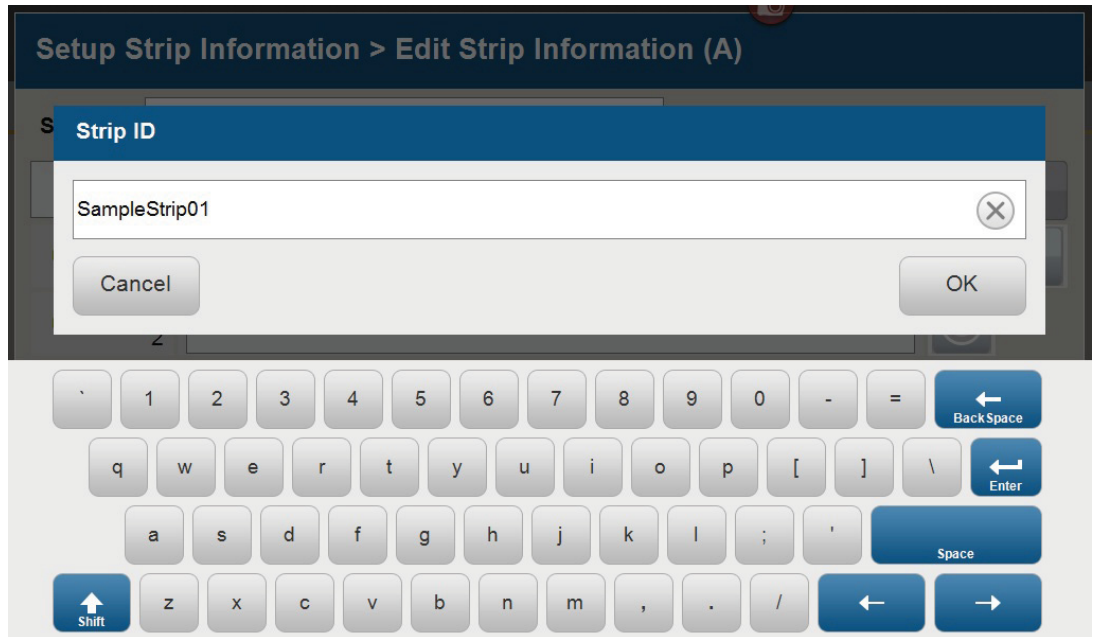 Setup Strip Information > Edit Strip Information (A)
S
Strip ID
SampleStrip01
Cancel
OK
2
` 1 2 3 4 5 6 7 8 9 0 - = BackSpace
q w e r t y u i o p [ ] \ Enter
a s d f g h j k l ; ' Space
Shift z x c v b n m , . /